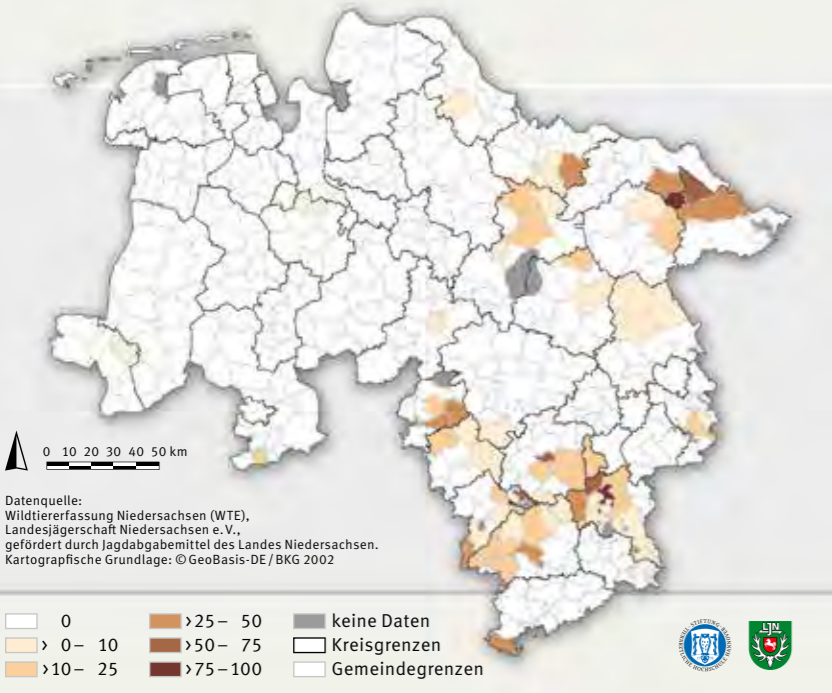 0 10 20 30 40 50 km
Datenquelle:
Wildtiererfassung Niedersachsen (WTE),
Landesjägerschaft Niedersachsen e. V.,
gefördert durch Jagdabgabemittel des Landes Niedersachsen.
Kartografische Grundlage: © GeoBasis-DE / BKG 2002
0
> 0 – 10
>10 – 25
>25 – 50
>50 – 75
>75 – 100
keine Daten
Kreisgrenzen
Gemeindegrenzen
LJN